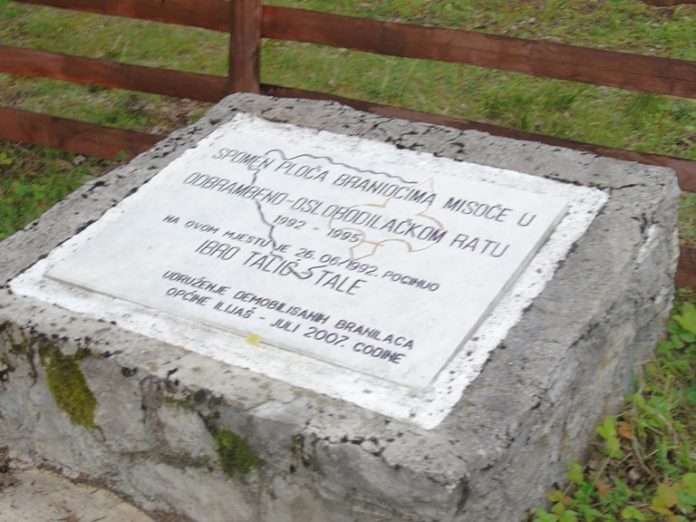 SPOMEN PLOČA BRANIOCIMA MISOČE U
ODBRAMBENO-OSLOBODILAČKOM RATU
1992 - 1995
NA OVOM MJESTU JE 26.06.1992. POGINUO
IBRO TALIĆ STALE
UDRUŽENJE DEMOBILISANIH BRANILACA
OPĆINE ILIJAŠ - JULI 2007. GODINE